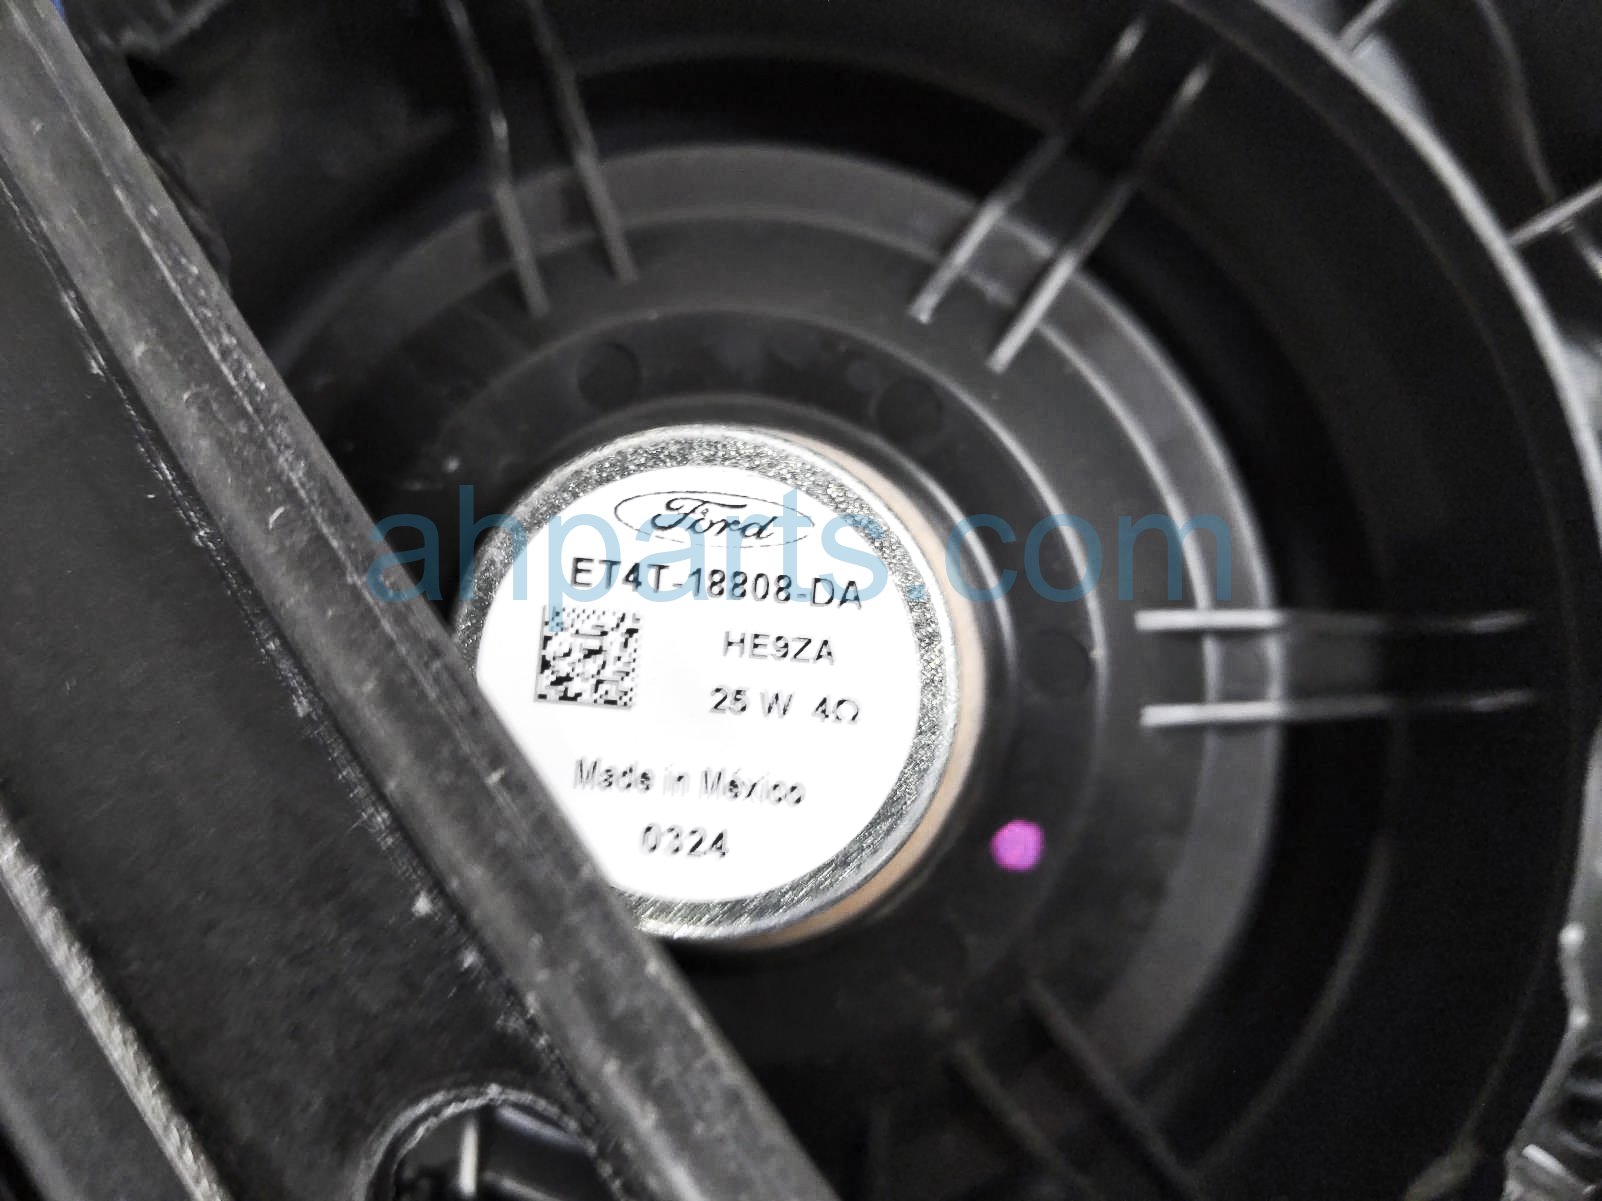 Ford
ahparts.com
ET4T-18808-DA
HE9ZA
25 W 4Ω
Made in México
0324